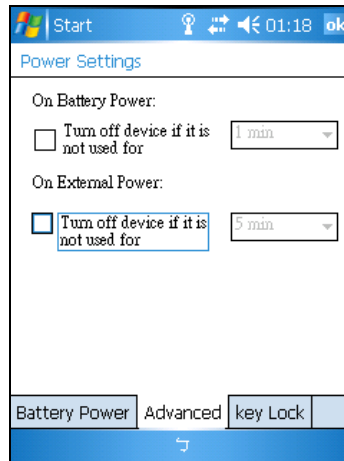 Start 01:18 ok
Power Settings
On Battery Power:
Turn off device if it is
not used for
1 min
On External Power:
Turn off device if it is
not used for
5 min
Battery Power Advanced key Lock